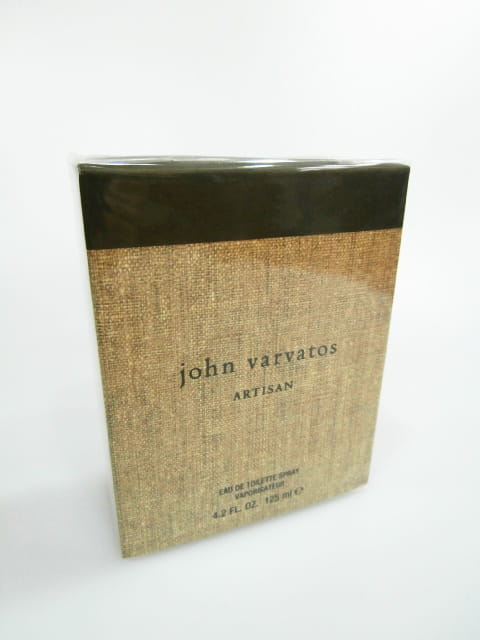 john varvatos
ARTISAN
EAU DE TOILETTE SPRAY
VAPORISATEUR
4.2 FL. OZ. 125 ml ℮